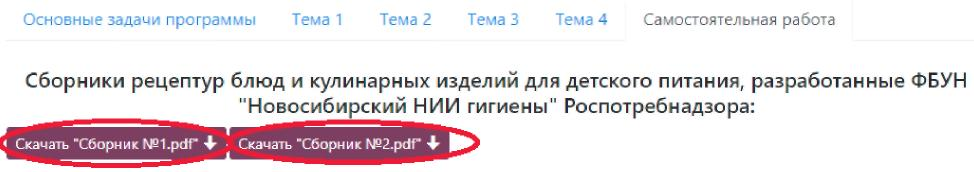 Основные задачи программы Тема 1 Тема 2 Тема 3 Тема 4 Самостоятельная работа
Сборники рецептур блюд и кулинарных изделий для детского питания, разработанные ФБУН
"Новосибирский НИИ гигиены" Роспотребнадзора:
Скачать "Сборник №1.pdf" Скачать "Сборник №2.pdf"